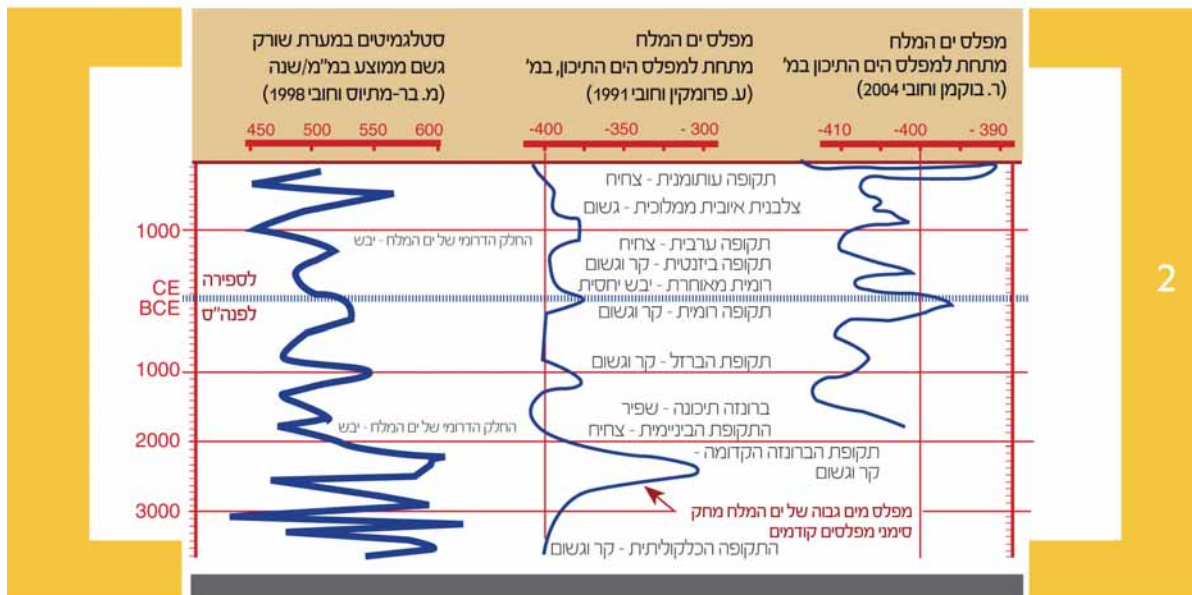 מפלס ים המלח
מתחת למפלס הים התיכון במ'
(ר. בוקמן וחובי 2004)
-410 -400 - 390
מפלס ים המלח
מתחת למפלס הים התיכון, במ'
(ע. פרומקין וחובי 1991)
-400 -350 - 300
סטלגמיטים במערת שורק
גשם ממוצע במ"מ/שנה
(מ. בר-מתיוס וחובי 1998)
450 500 550 600
תקופה עותומנית - צחיח
צלבנית איובית ממלוכית - גשום
1000
החלק הדרומי של ים המלח - יבש
תקופה ערבית - צחיח
תקופה ביזנטית - קר וגשום
רומית מאוחרת - יבש יחסית
לספירה
CE
BCE
לפנה"ס
תקופה רומית - קר וגשום
תקופת הברזל - קר וגשום
1000
ברונזה תיכונה - שפיר
החלק הדרומי של ים המלח - יבש
התקופת הביניימית - צחיח
2000
תקופת הברונזה הקדומה -
קר וגשום
3000
מפלס מים גבוה של ים המלח מחק
סימני מפלסים קודמים
התקופה הכלקוליתית - קר וגשום
2